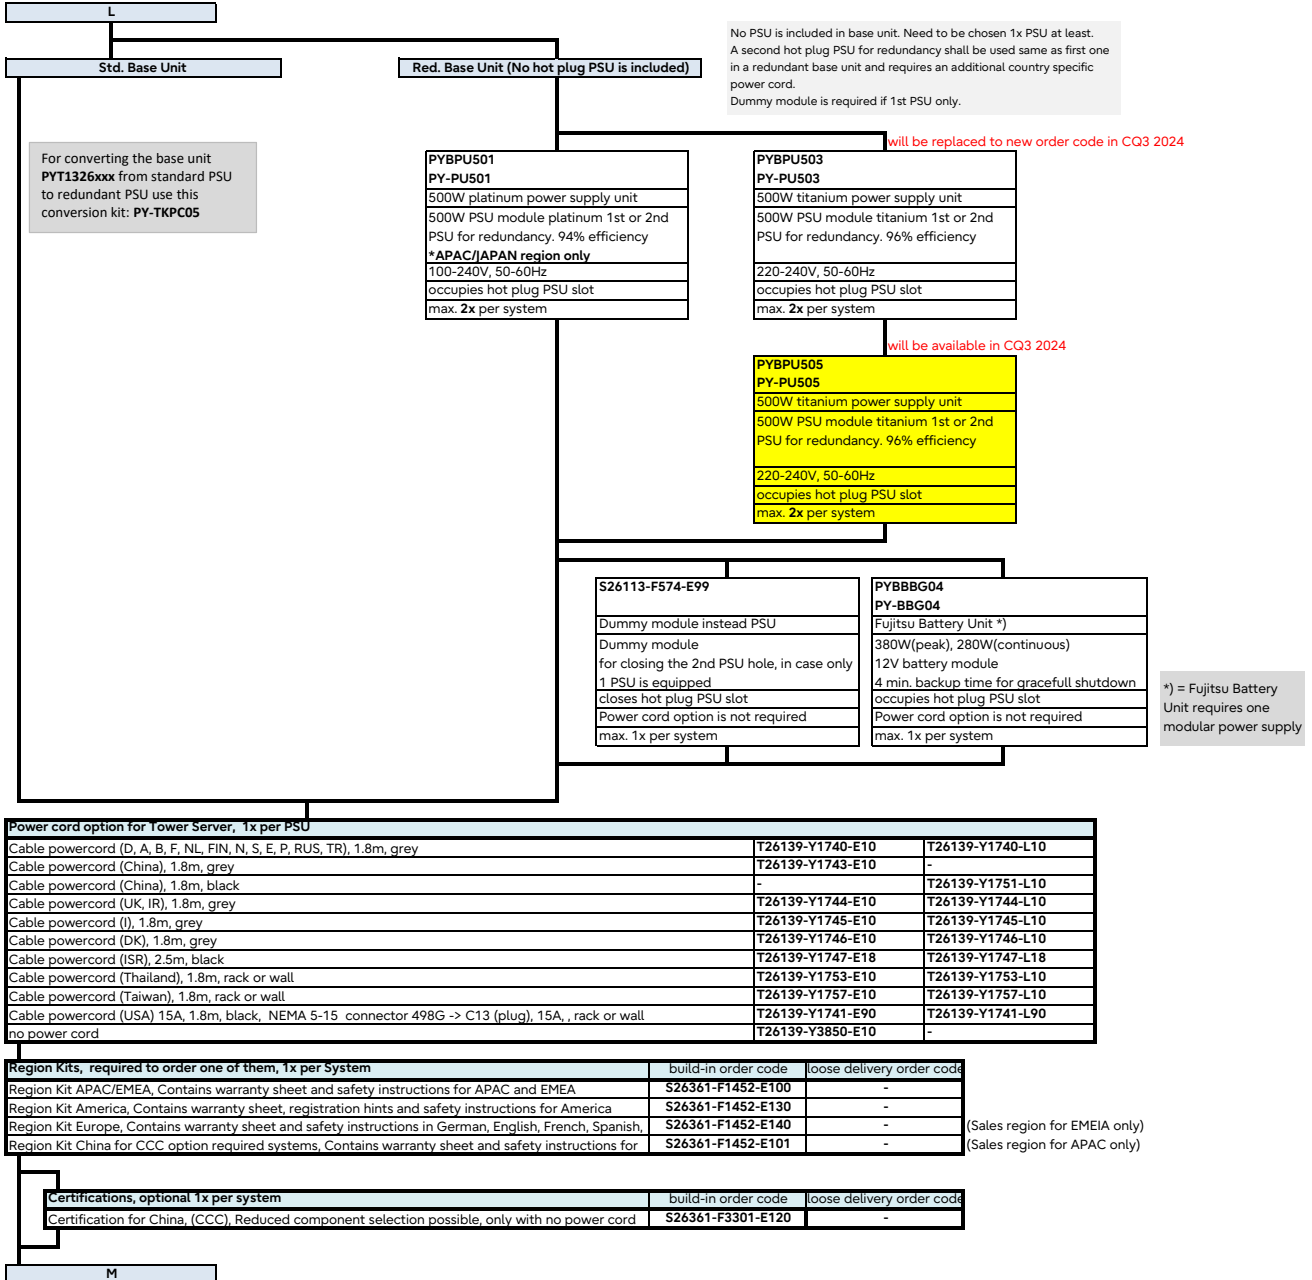 L
No PSU is included in base unit. Need to be chosen 1x PSU at least.
A second hot plug PSU for redundancy shall be used same as first one
in a redundant base unit and requires an additional country specific
power cord.
Dummy module is required if 1st PSU only.
Std. Base Unit
Red. Base Unit (No hot plug PSU is included)
will be replaced to new order code in CQ3 2024
For converting the base unit
PYT1326xxx from standard PSU
to redundant PSU use this
conversion kit: PY-TKPC05
PYBPU501
PY-PU501
500W platinum power supply unit
500W PSU module platinum 1st or 2nd
PSU for redundancy. 94% efficiency
*APAC/JAPAN region only
100-240V, 50-60Hz
occupies hot plug PSU slot
max. 2x per system
PYBPU503
PY-PU503
500W titanium power supply unit
500W PSU module titanium 1st or 2nd
PSU for redundancy. 96% efficiency
220-240V, 50-60Hz
occupies hot plug PSU slot
max. 2x per system
will be available in CQ3 2024
PYBPU505
PY-PU505
500W titanium power supply unit
500W PSU module titanium 1st or 2nd
PSU for redundancy. 96% efficiency
220-240V, 50-60Hz
occupies hot plug PSU slot
max. 2x per system
S26113-F574-E99
Dummy module instead PSU
Dummy module
for closing the 2nd PSU hole, in case only
1 PSU is equipped
closes hot plug PSU slot
Power cord option is not required
max. 1x per system
PYBBBG04
PY-BBG04
Fujitsu Battery Unit *)
380W(peak), 280W(continuous)
12V battery module
4 min. backup time for gracefull shutdown
occupies hot plug PSU slot
Power cord option is not required
max. 1x per system
*) = Fujitsu Battery
Unit requires one
modular power supply
Power cord option for Tower Server, 1x per PSU
Cable powercord (D, A, B, F, NL, FIN, N, S, E, P, RUS, TR), 1.8m, grey T26139-Y1740-E10 T26139-Y1740-L10
Cable powercord (China), 1.8m, grey T26139-Y1743-E10 -
Cable powercord (China), 1.8m, black - T26139-Y1751-L10
Cable powercord (UK, IR), 1.8m, grey T26139-Y1744-E10 T26139-Y1744-L10
Cable powercord (I), 1.8m, grey T26139-Y1745-E10 T26139-Y1745-L10
Cable powercord (DK), 1.8m, grey T26139-Y1746-E10 T26139-Y1746-L10
Cable powercord (ISR), 2.5m, black T26139-Y1747-E18 T26139-Y1747-L18
Cable powercord (Thailand), 1.8m, rack or wall T26139-Y1753-E10 T26139-Y1753-L10
Cable powercord (Taiwan), 1.8m, rack or wall T26139-Y1757-E10 T26139-Y1757-L10
Cable powercord (USA) 15A, 1.8m, black, NEMA 5-15 connector 498G -> C13 (plug), 15A, , rack or wall T26139-Y1741-E90 T26139-Y1741-L90
no power cord T26139-Y3850-E10 -
Region Kits, required to order one of them, 1x per System build-in order code loose delivery order code
Region Kit APAC/EMEA, Contains warranty sheet and safety instructions for APAC and EMEA S26361-F1452-E100 -
Region Kit America, Contains warranty sheet, registration hints and safety instructions for America S26361-F1452-E130 -
Region Kit Europe, Contains warranty sheet and safety instructions in German, English, French, Spanish, S26361-F1452-E140 - (Sales region for EMEIA only)
Region Kit China for CCC option required systems, Contains warranty sheet and safety instructions for S26361-F1452-E101 - (Sales region for APAC only)
Certifications, optional 1x per system build-in order code loose delivery order code
Certification for China, (CCC), Reduced component selection possible, only with no power cord S26361-F3301-E120 -
M